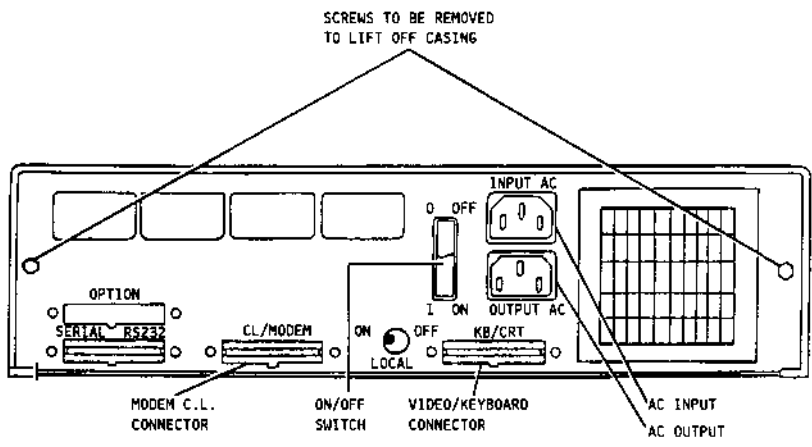 SCREWS TO BE REMOVED
TO LIFT OFF CASING
INPUT AC
O OFF
I ON
OUTPUT AC
OPTION
SERIAL RS232
CL/MODEM
ON OFF
LOCAL
KB/CRT
MODEM C.L.
CONNECTOR
ON/OFF
SWITCH
VIDEO/KEYBOARD
CONNECTOR
AC INPUT
AC OUTPUT